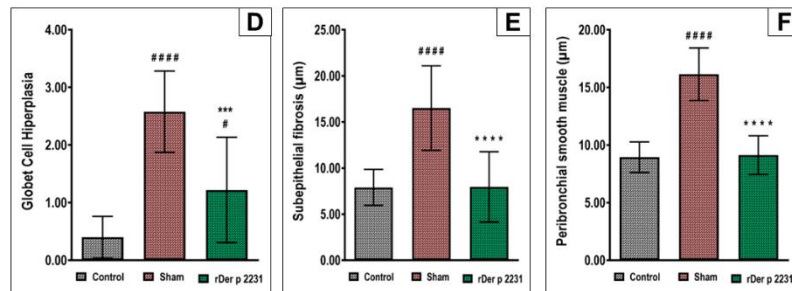 D
Globet Cell Hiperplasia
4.00
3.00
2.00
1.00
0.00
####
***
#
Control Sham rDer p 2231
E
Subepithelial fibrosis (µm)
25.00
20.00
15.00
10.00
5.00
0.00
####
****
Control Sham rDer p 2231
F
Peribronchial smooth muscle (µm)
20.00
15.00
10.00
5.00
0.00
####
****
Control Sham rDer p 2231